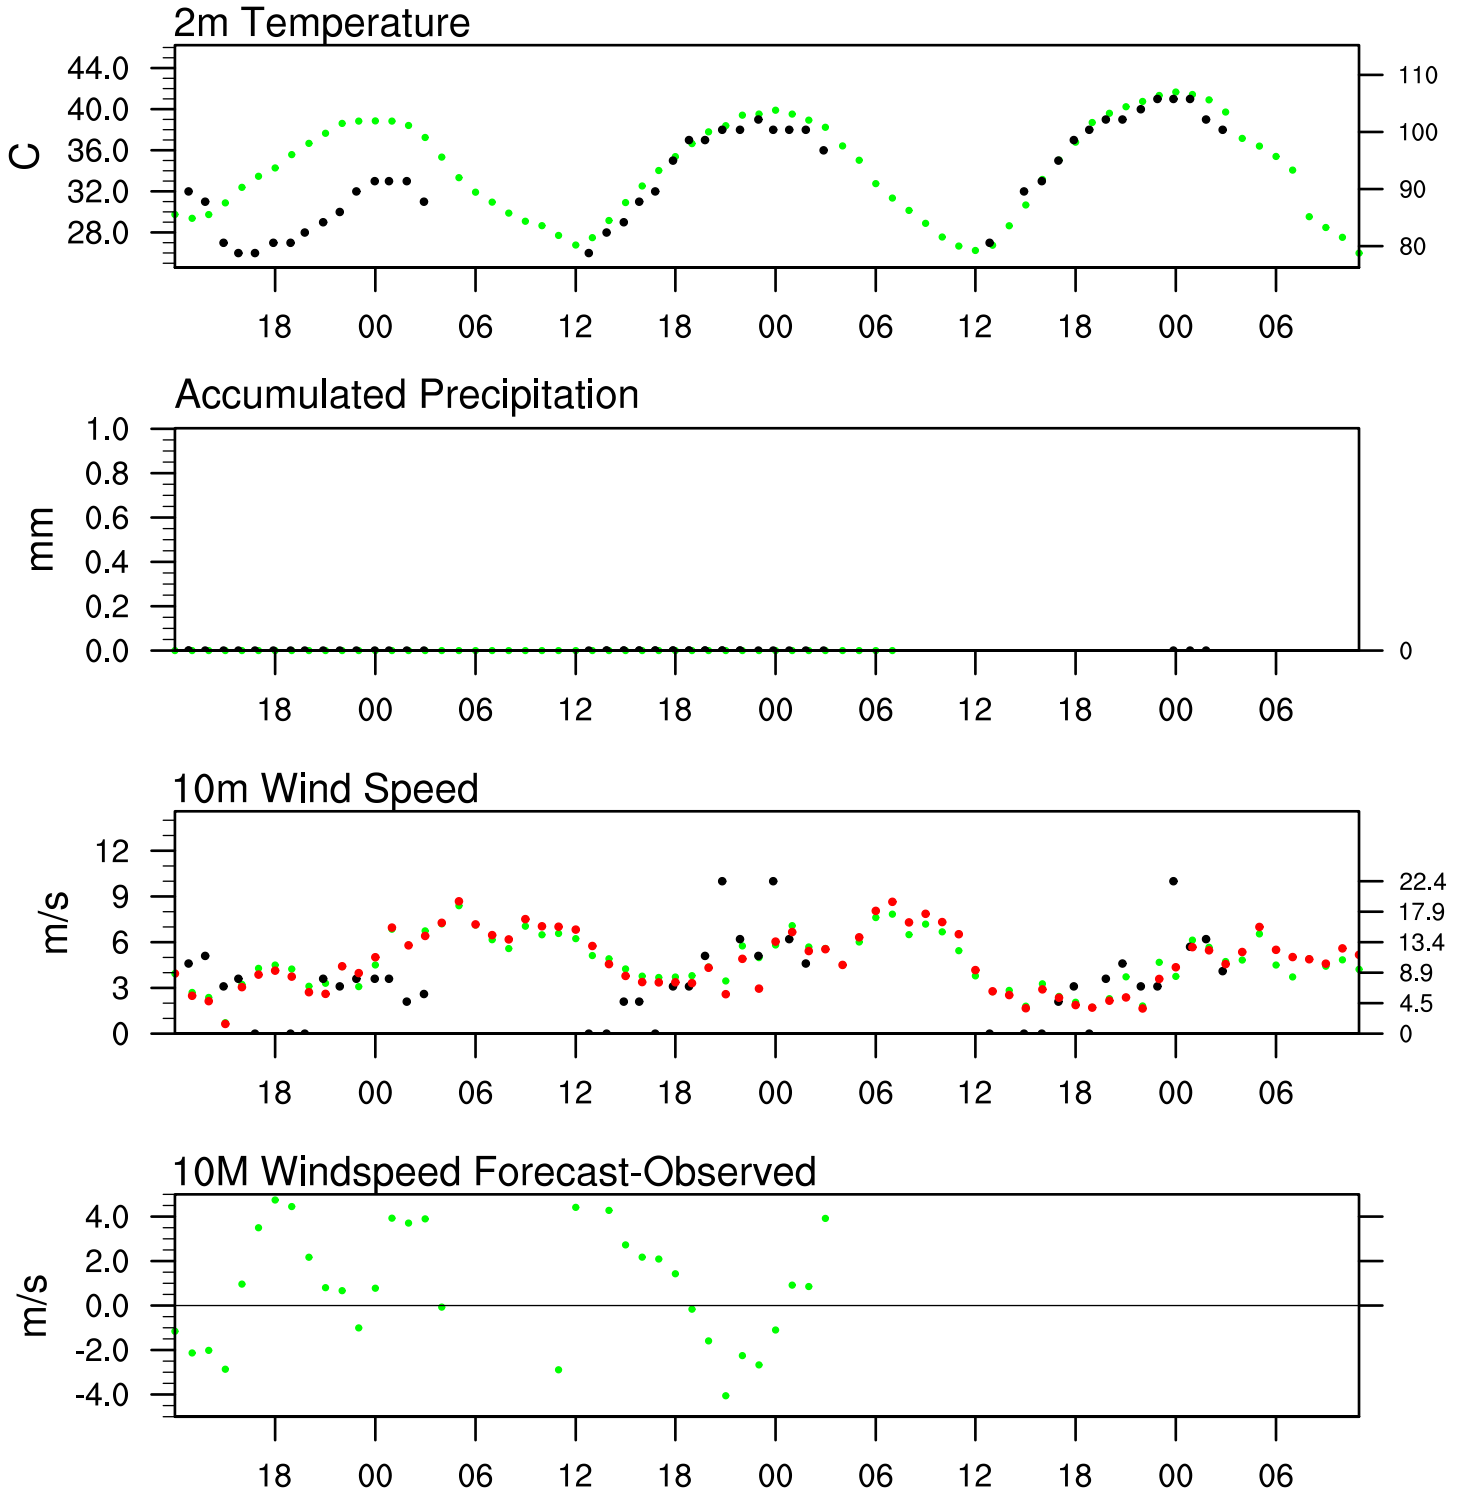 2m Temperature
44.0
40.0
36.0
32.0
28.0
C
110
100
90
80
18 00 06 12 18 00 06 12 18 00 06
Accumulated Precipitation
1.0
0.8
0.6
0.4
0.2
0.0
mm
0
18 00 06 12 18 00 06 12 18 00 06
10m Wind Speed
12
9
6
3
0
m/s
22.4
17.9
13.4
8.9
4.5
0
18 00 06 12 18 00 06 12 18 00 06
10M Windspeed Forecast-Observed
4.0
2.0
0.0
-2.0
-4.0
m/s
18 00 06 12 18 00 06 12 18 00 06